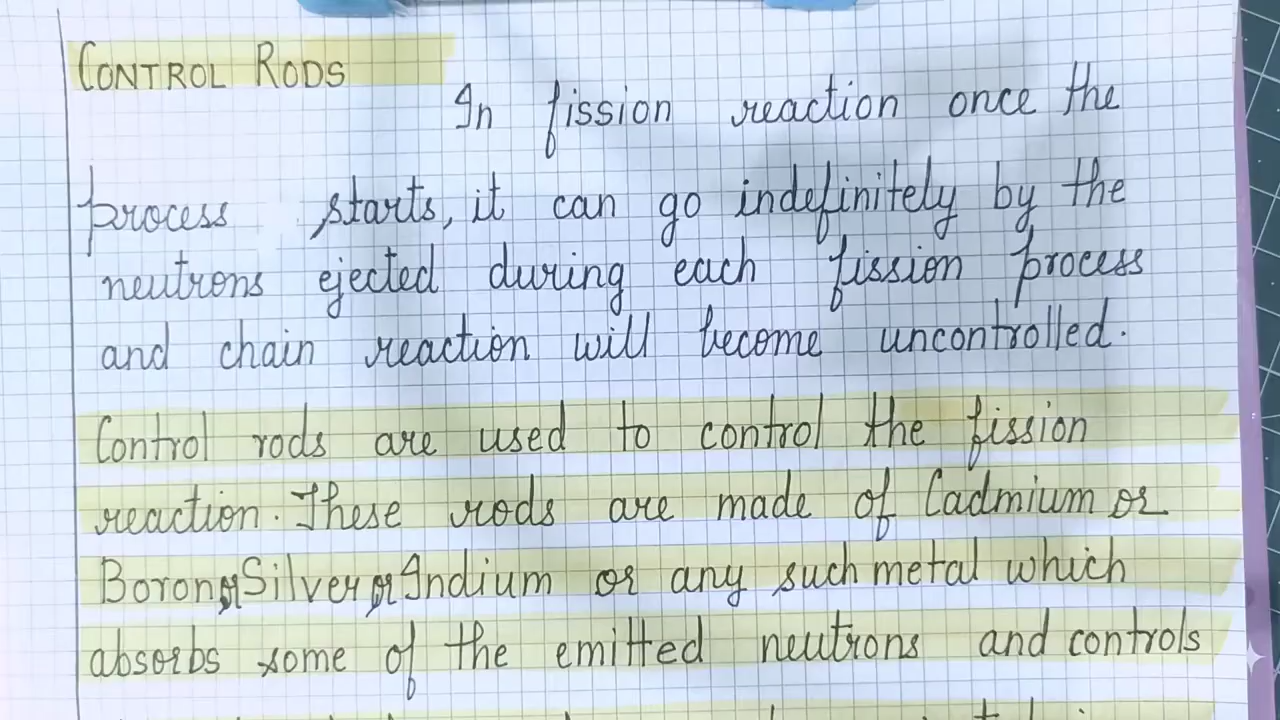 CONTROL RODS
In fission reaction once the
process starts, it can go indefinitely by the
neutrons ejected during each fission process
and chain reaction will become uncontrolled.
Control rods are used to control the fission
reaction. These rods are made of Cadmium or
Boron or Silver or Indium or any such metal which
absorbs some of the emitted neutrons and controls